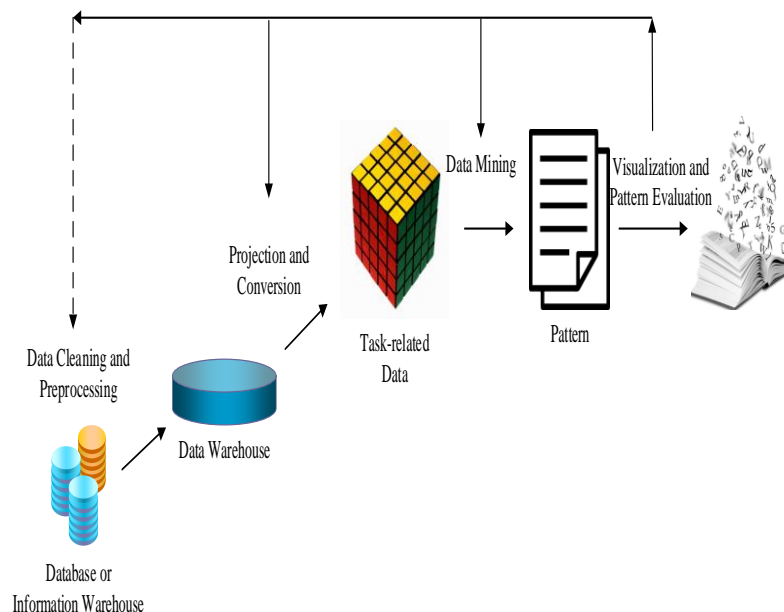 Data Mining
Visualization and
Pattern Evaluation
Projection and
Conversion
Task-related
Data
Pattern
Data Cleaning and
Preprocessing
Data Warehouse
Database or
Information Warehouse